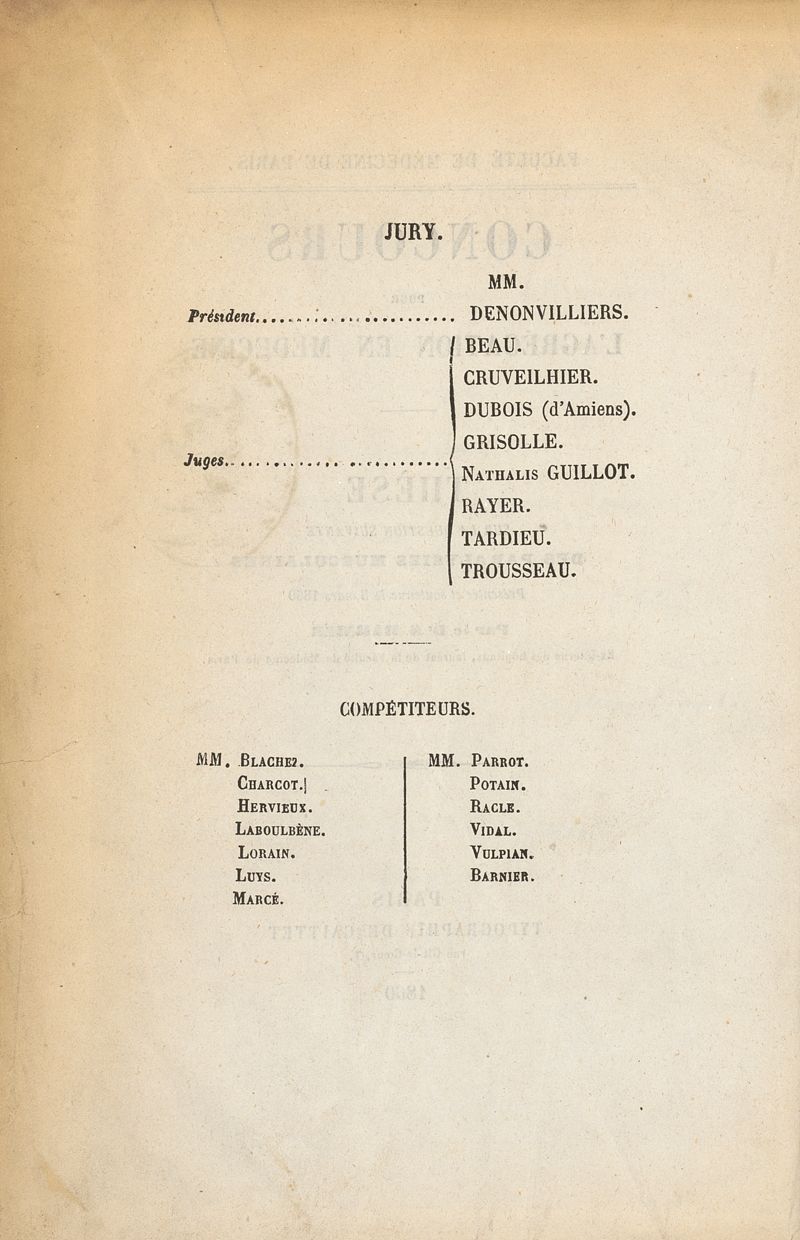 JURY.
MM.
Président........................ DENONVILLIERS.
Juges........................
BEAU.
CRUVEILHIER.
DUBOIS (d'Amiens).
GRISOLLE.
NATHALIS GUILLOT.
RAYER.
TARDIEU.
TROUSSEAU.
COMPÉTITEURS.
MM. BLACHEZ.
CHARCOT.
HERVIEUX.
LABOULBÈNE.
LORAIN.
LUYS.
MARCÉ.
MM. PARROT.
POTAIN.
RACLE.
VIDAL.
VULPIAN.
BARNIER.